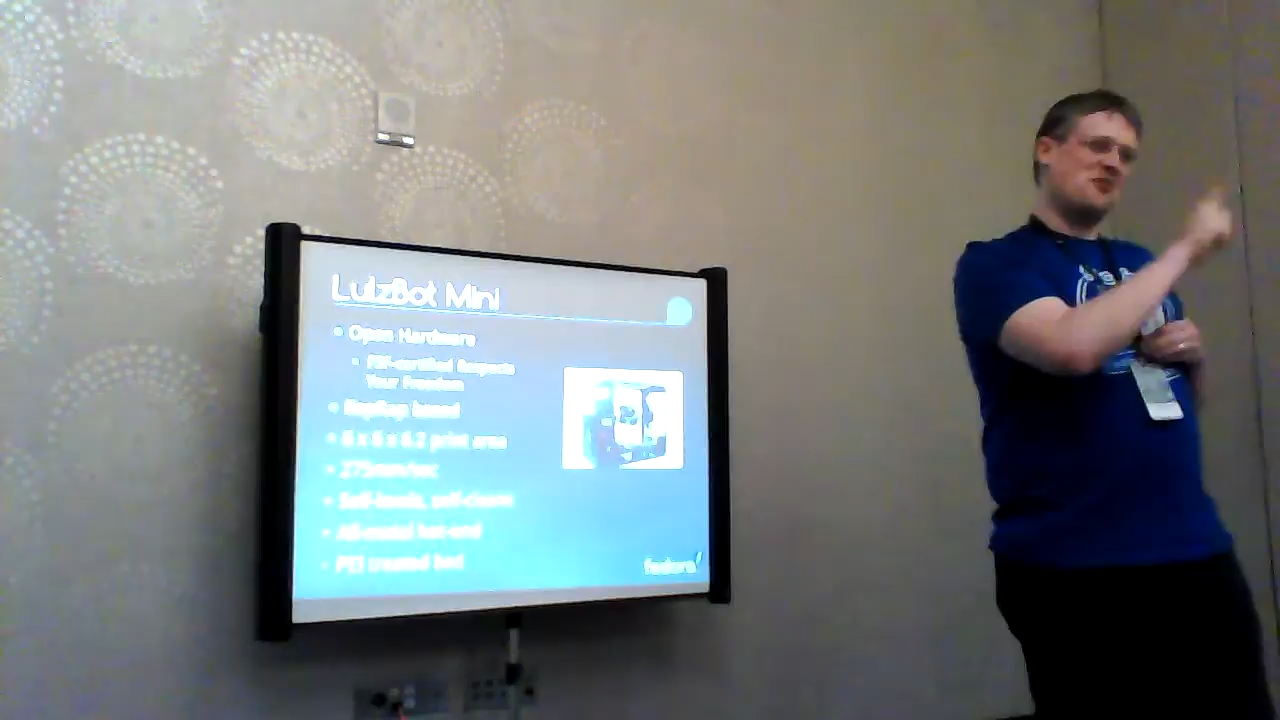 LulzBot Mini
Open Hardware
FSF-certified Respects
Your Freedom
RepRap based
6 x 6 x 6.2 print area
275mm/sec
Self-levels, self-cleans
All-metal hot-end
PEI treated bed
fedora